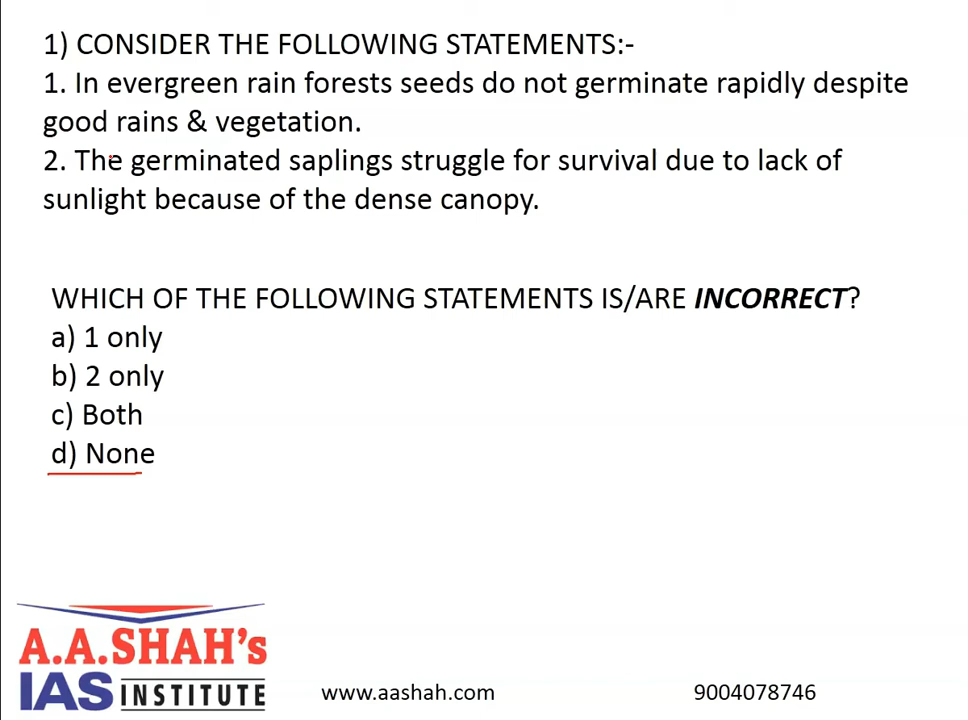 1) CONSIDER THE FOLLOWING STATEMENTS:-
1. In evergreen rain forests seeds do not germinate rapidly despite
good rains & vegetation.
2. The germinated saplings struggle for survival due to lack of
sunlight because of the dense canopy.
WHICH OF THE FOLLOWING STATEMENTS IS/ARE INCORRECT?
a) 1 only
b) 2 only
c) Both
d) None
A.A.SHAH's
IAS INSTITUTE
www.aashah.com
9004078746